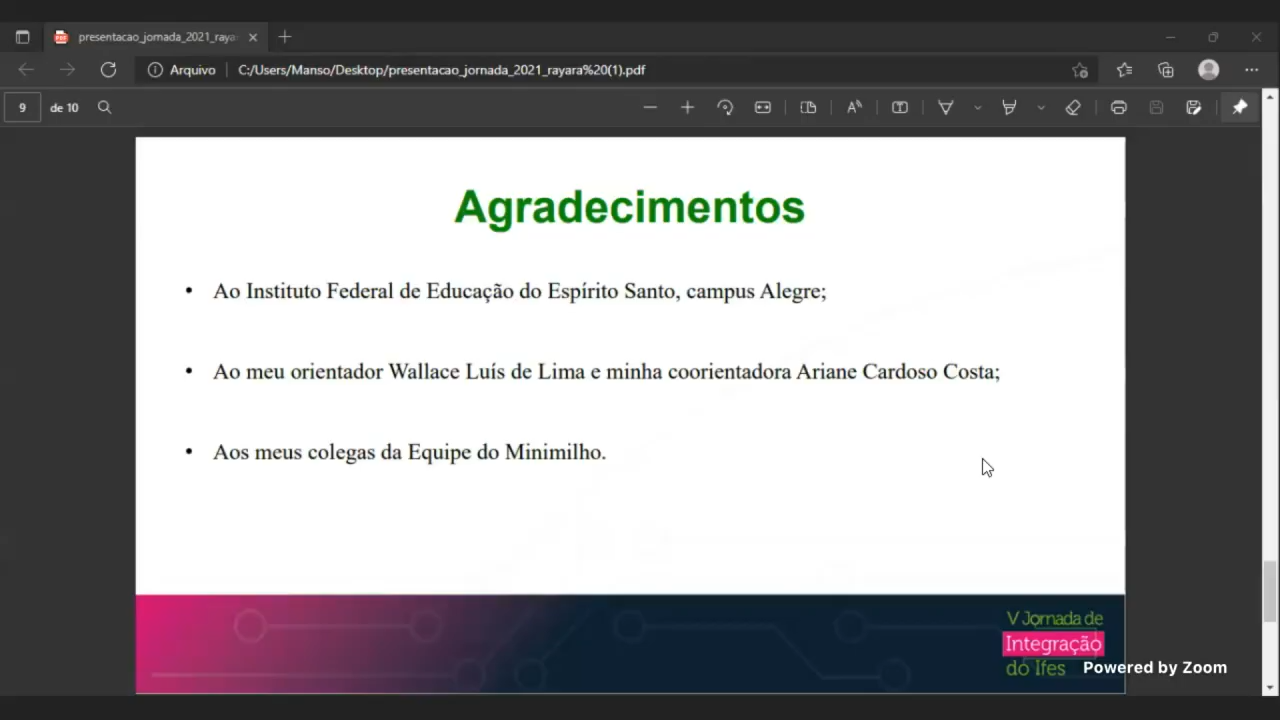 presentacao_jornada_2021_raya
Arquivo
C:/Users/Manso/Desktop/presentacao_jornada_2021_rayara%20(1).pdf
9 de 10
Agradecimentos
• Ao Instituto Federal de Educação do Espírito Santo, campus Alegre;
• Ao meu orientador Wallace Luís de Lima e minha coorientadora Ariane Cardoso Costa;
• Aos meus colegas da Equipe do Minimilho.
V Jornada de
Integração
do Ifes
Powered by Zoom